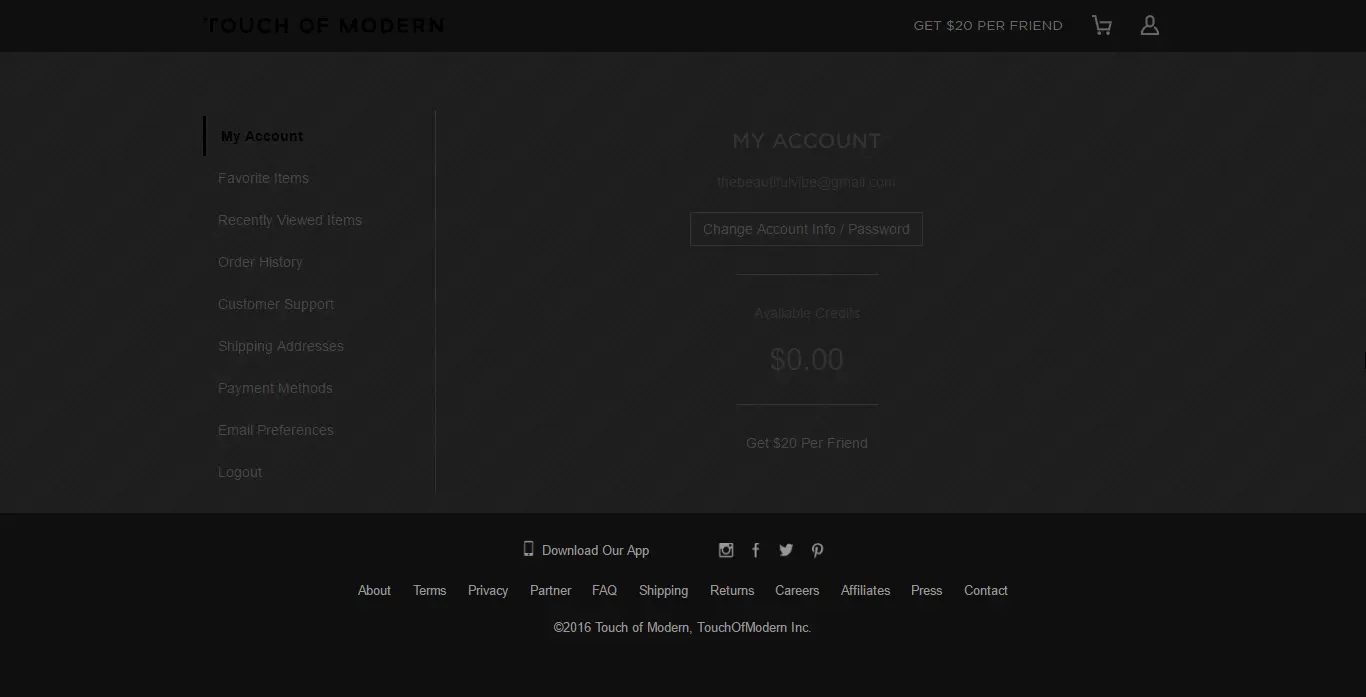 TOUCH OF MODERN
GET $20 PER FRIEND
My Account
Favorite Items
Recently Viewed Items
Order History
Customer Support
Shipping Addresses
Payment Methods
Email Preferences
Logout
MY ACCOUNT
thebeautifulvibe@gmail.com
Change Account Info / Password
Available Credits
$0.00
Get $20 Per Friend
Download Our App
About Terms Privacy Partner FAQ Shipping Returns Careers Affiliates Press Contact
©2016 Touch of Modern, TouchOfModern Inc.